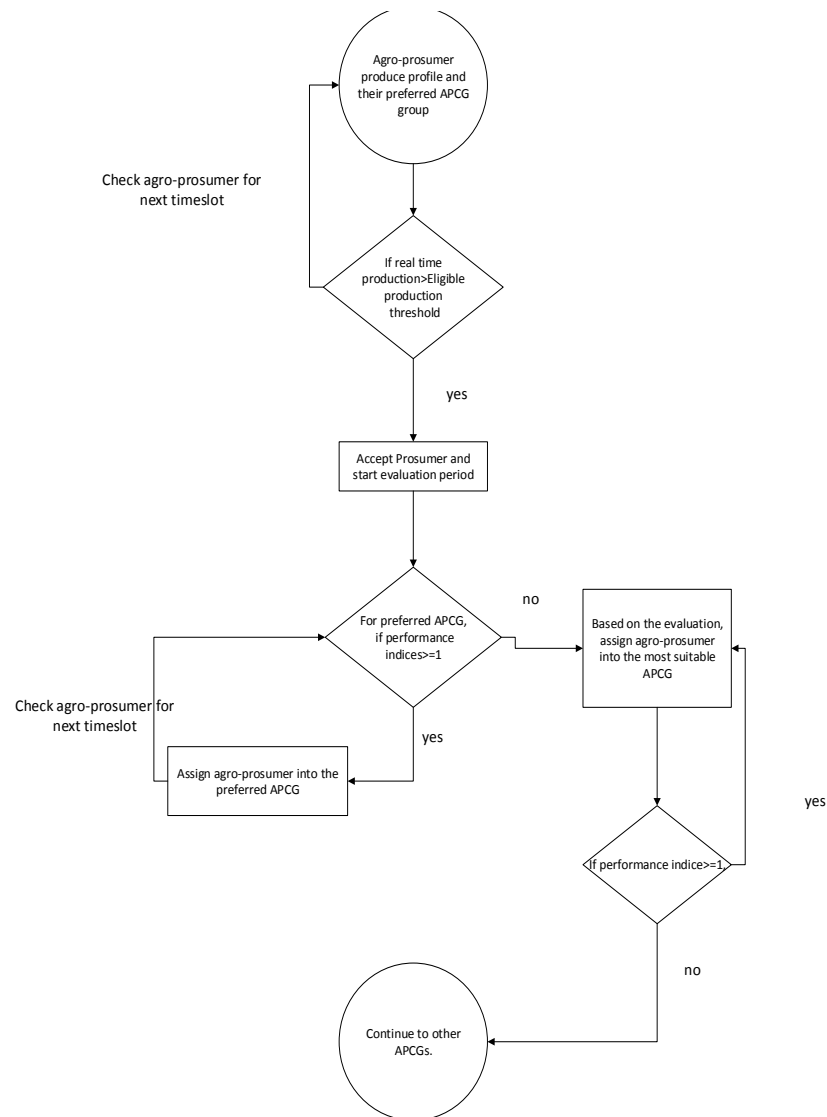 Agro-prosumer
produce profile and
their preferred APCG
group
Check agro-prosumer for
next timeslot
If real time
production>Eligible
production
threshold
yes
Accept Prosumer and
start evaluation period
no
For preferred APCG,
if performance
indices>=1
Based on the evaluation,
assign agro-prosumer
into the most suitable
APCG
Check agro-prosumer for
next timeslot
yes
Assign agro-prosumer into the
preferred APCG
yes
If performance indice>=1,
no
Continue to other
APCGs.